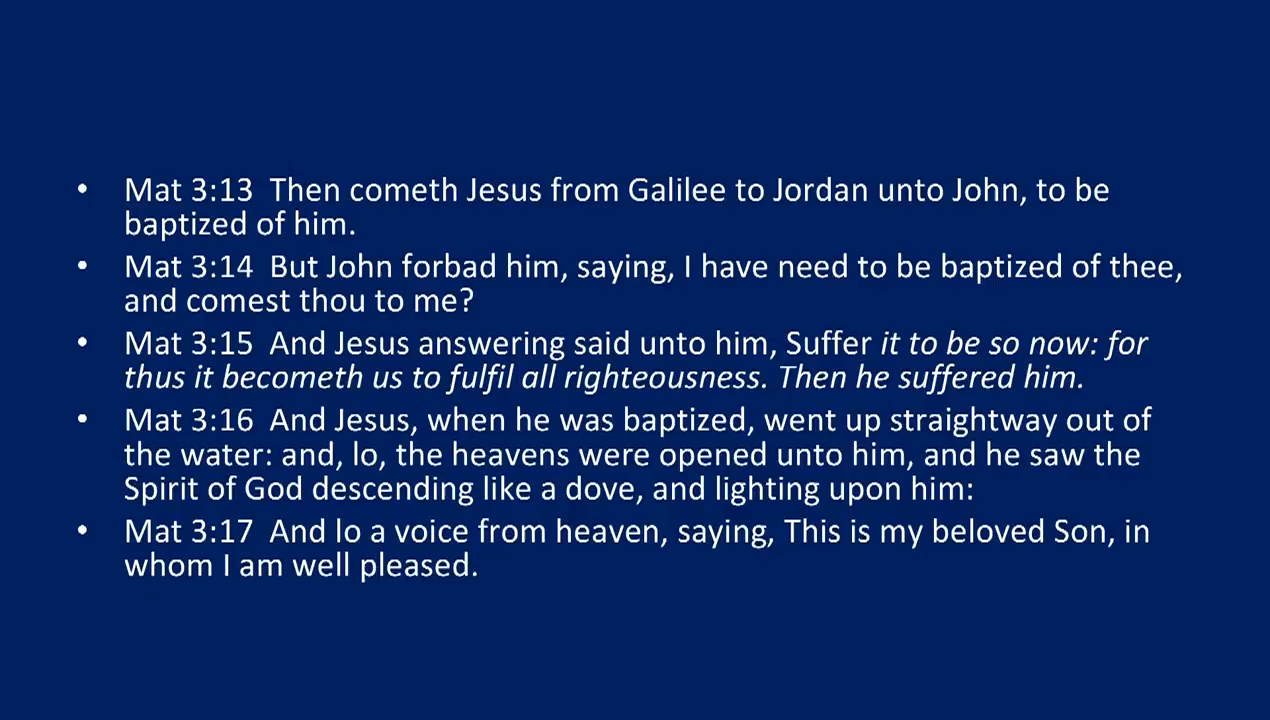 • Mat 3:13  Then cometh Jesus from Galilee to Jordan unto John, to be
baptized of him.
• Mat 3:14  But John forbad him, saying, I have need to be baptized of thee,
and comest thou to me?
• Mat 3:15  And Jesus answering said unto him, Suffer it to be so now: for
thus it becometh us to fulfil all righteousness. Then he suffered him.
• Mat 3:16  And Jesus, when he was baptized, went up straightway out of
the water: and, lo, the heavens were opened unto him, and he saw the
Spirit of God descending like a dove, and lighting upon him:
• Mat 3:17  And lo a voice from heaven, saying, This is my beloved Son, in
whom I am well pleased.